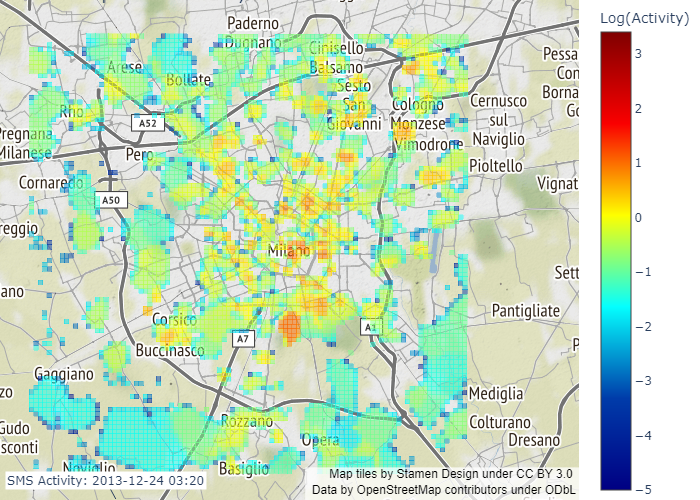 Log(Activity)
Paderno
Dugnano
Cinisello
Balsamo
Arese
Bollate
Sesto
San
Giovanni
Cologno
Monzese
Vimodrone
Cernusco
sul
Naviglio
Pessa
Con
Borna
Go
Rho
A52
Pregnana
Milanese
Pero
Pioltello
Cornaredo
A50
Vignat
reggio
Milano
Sett
ano
Pantigliate
Corsico
A7
A1
Buccinasco
P
Gaggiano
zo
Mediglia
Rozzano
Colturano
Gudo
sconti
Opera
Dresano
Noviglio
Basiglio
SMS Activity: 2013-12-24 03:20
Map tiles by Stamen Design under CC BY 3.0
Data by OpenStreetMap contributors under ODbL
3
2
1
0
−1
−2
−3
−4
−5